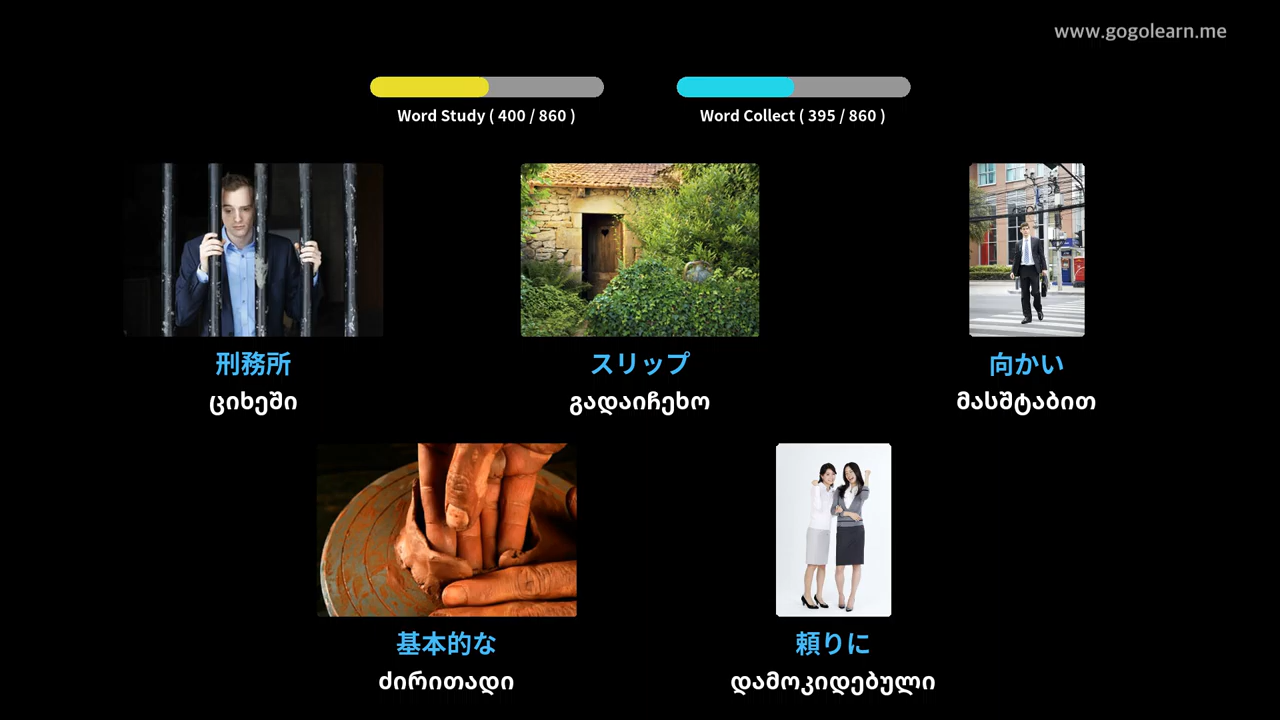 www.gogolearn.me
Word Study ( 400 / 860 )
Word Collect ( 395 / 860 )
刑務所
ციხეში
スリップ
გადაიჩეხო
向かい
მასშტაბით
基本的な
ძირითადი
頼りに
დამოკიდებული